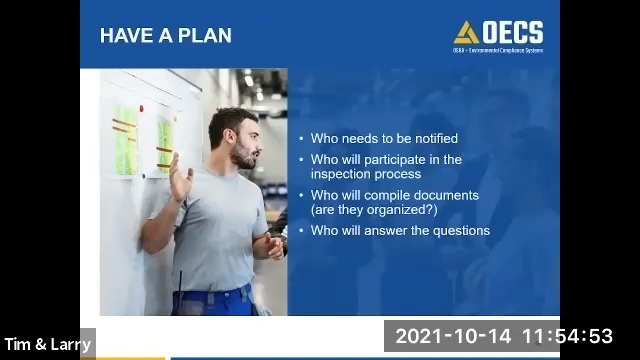 HAVE A PLAN
OECS
OSHA + Environmental Compliance Systems
• Who needs to be notified
• Who will participate in the
inspection process
• Who will compile documents
(are they organized?)
• Who will answer the questions
Tim & Larry
2021-10-14 11:54:53